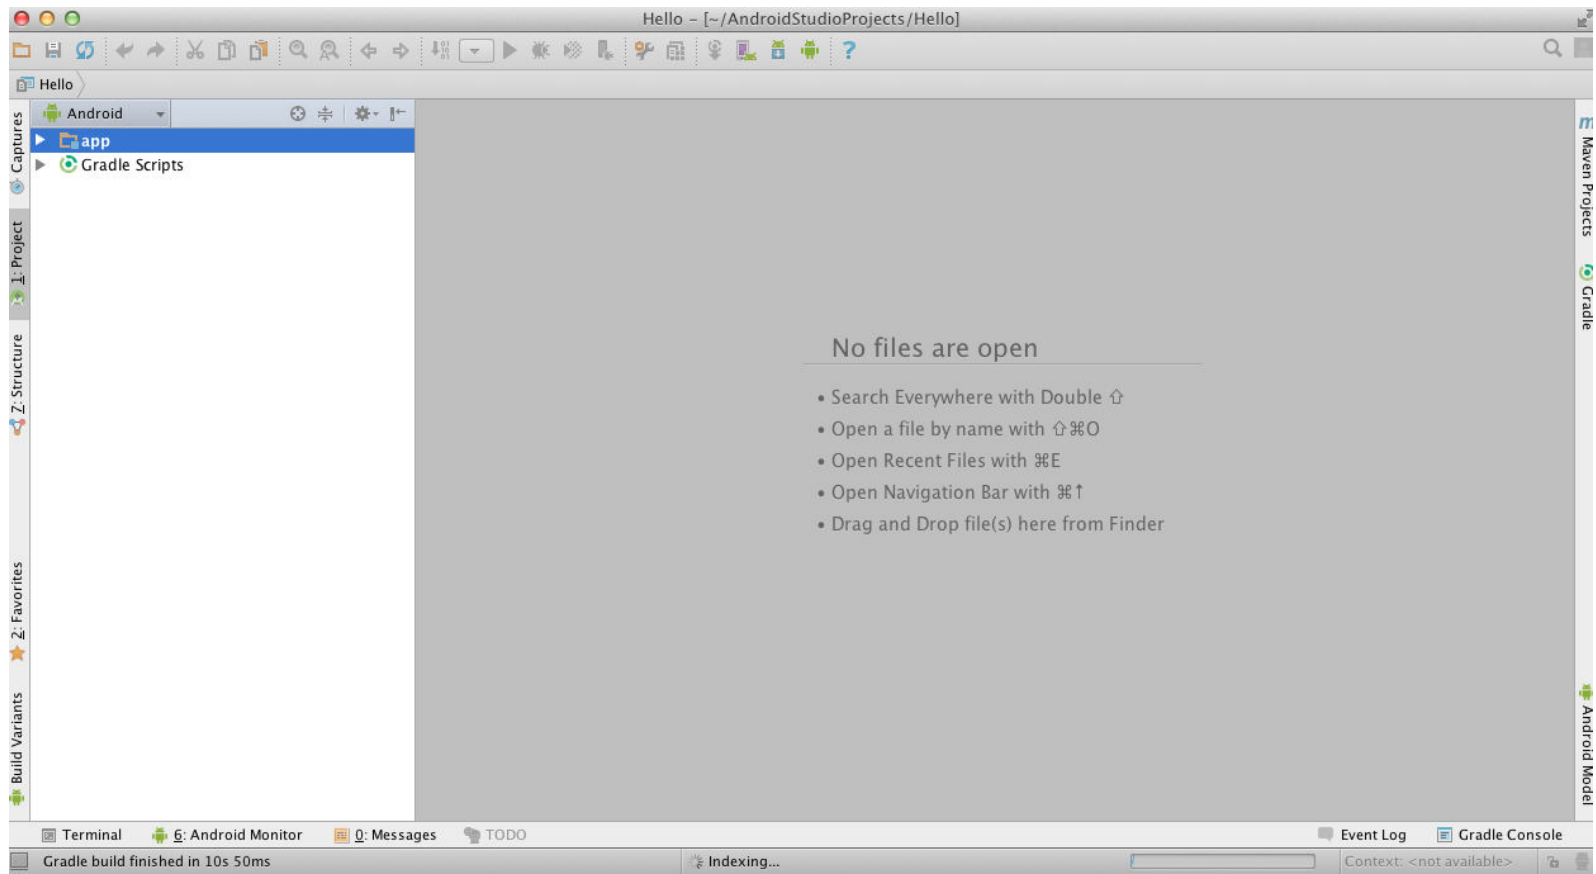 Hello – [~/AndroidStudioProjects/Hello]
Hello
Android
app
Gradle Scripts
Captures
1: Project
Z: Structure
2: Favorites
Build Variants
No files are open
• Search Everywhere with Double ⇧
• Open a file by name with ⇧⌘O
• Open Recent Files with ⌘E
• Open Navigation Bar with ⌘↑
• Drag and Drop file(s) here from Finder
m
Maven Projects
Gradle
Android Model
Terminal 6: Android Monitor 0: Messages TODO Event Log Gradle Console
Gradle build finished in 10s 50ms Indexing... Context: <not available>